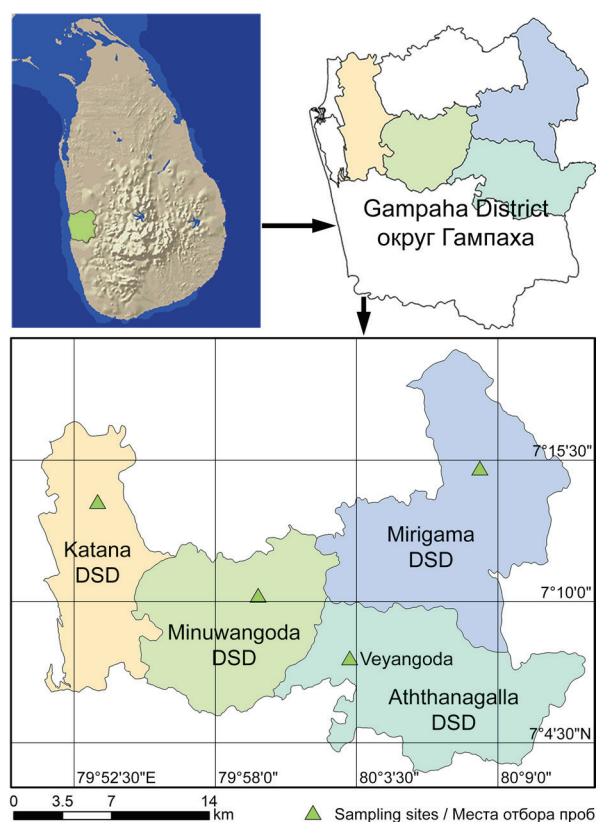 Gampaha District
округ Гампаха
7°15'30"
Katana
DSD
Mirigama
DSD
7°10'0"
Minuwangoda
DSD
Veyangoda
Aththanagalla
DSD
7°4'30"N
79°52'30"E
79°58'0"
80°3'30"
80°9'0"
0 3.5 7 14
km
Sampling sites / Места отбора проб